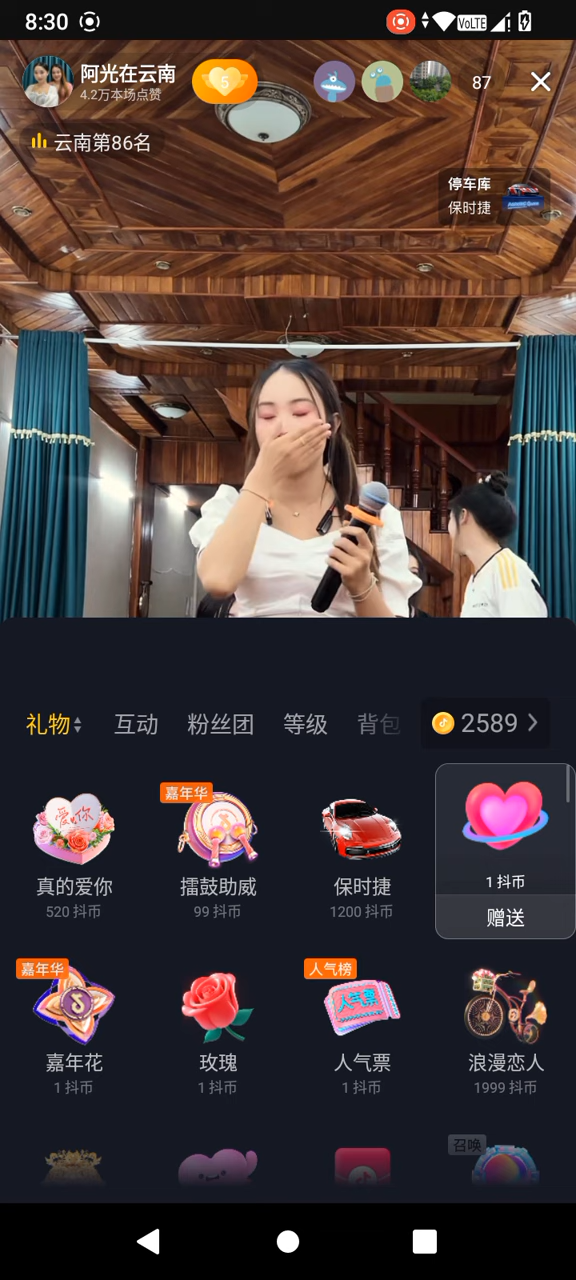 8:30
VoLTE
阿光在云南
4.2万本场点赞
5
87
云南第86名
停车库
保时捷
礼物
互动
粉丝团
等级
背包
2589
嘉年华
真的爱你
520 抖币
擂鼓助威
99 抖币
保时捷
1200 抖币
1 抖币
赠送
嘉年华
嘉年花
1 抖币
玫瑰
1 抖币
人气榜
人气票
人气票
1 抖币
浪漫恋人
1999 抖币
召唤